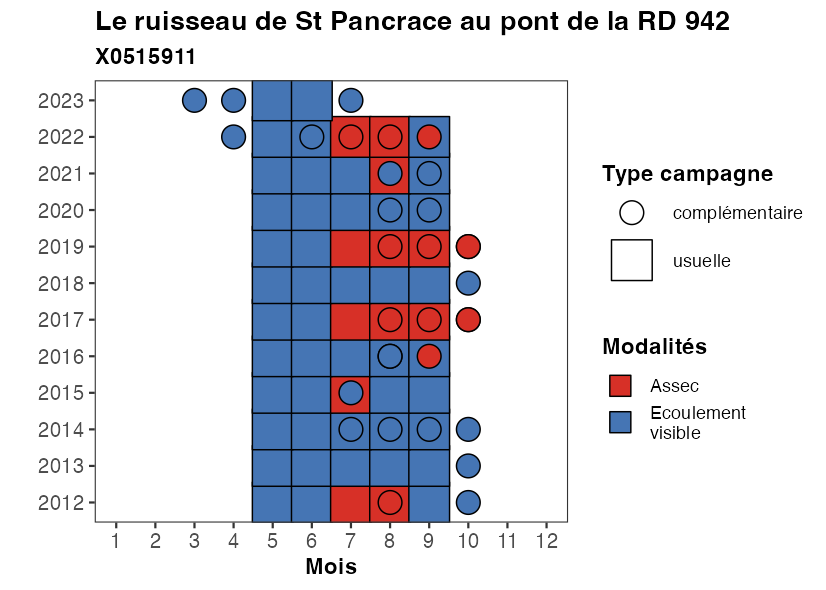 Le ruisseau de St Pancrace au pont de la RD 942
X0515911
2023
2022
2021
2020
2019
2018
2017
2016
2015
2014
2013
2012
1 2 3 4 5 6 7 8 9 10 11 12
Mois
Type campagne
complémentaire
usuelle
Modalités
Assec
Ecoulement
visible